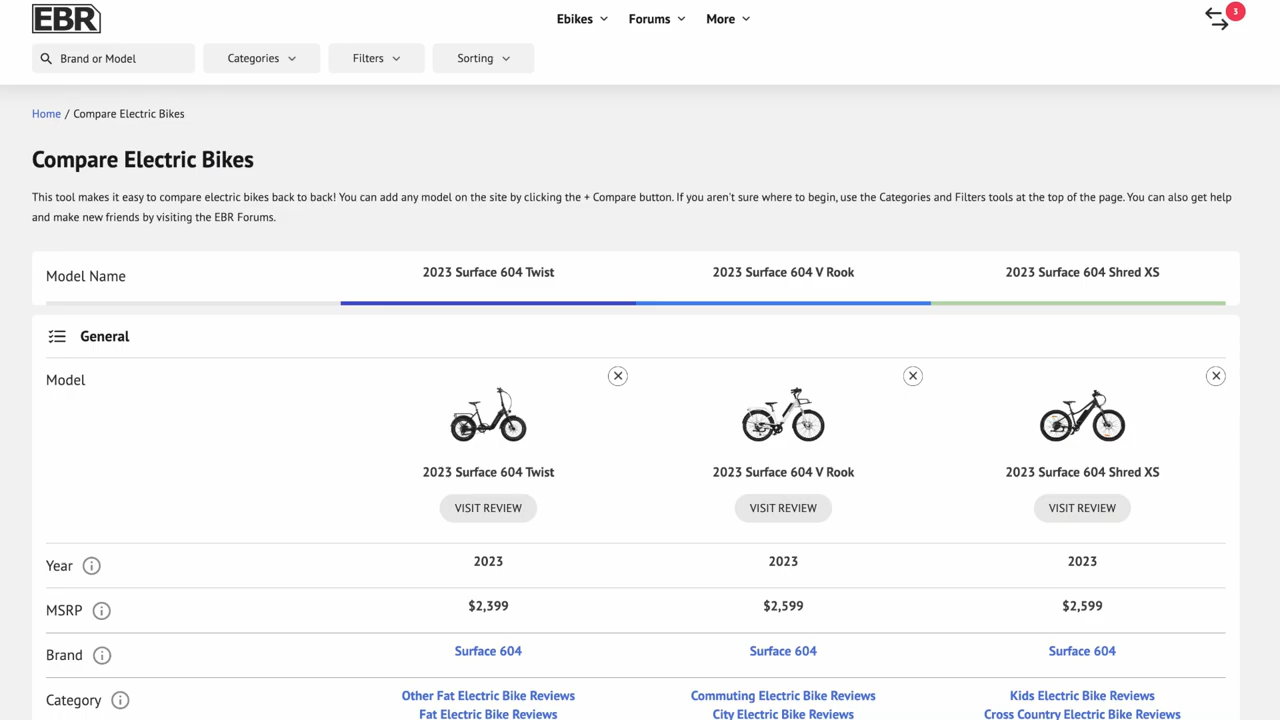 EBR
Ebikes
Forums
More
3
Brand or Model
Categories
Filters
Sorting
Home / Compare Electric Bikes
Compare Electric Bikes
This tool makes it easy to compare electric bikes back to back! You can add any model on the site by clicking the + Compare button. If you aren't sure where to begin, use the Categories and Filters tools at the top of the page. You can also get help
and make new friends by visiting the EBR Forums.
Model Name 2023 Surface 604 Twist 2023 Surface 604 V Rook 2023 Surface 604 Shred XS
General
Model
2023 Surface 604 Twist 2023 Surface 604 V Rook 2023 Surface 604 Shred XS
VISIT REVIEW VISIT REVIEW VISIT REVIEW
Year 2023 2023 2023
MSRP $2,399 $2,599 $2,599
Brand Surface 604 Surface 604 Surface 604
Category Other Fat Electric Bike Reviews Commuting Electric Bike Reviews Kids Electric Bike Reviews
Fat Electric Bike Reviews City Electric Bike Reviews Cross Country Electric Bike Reviews